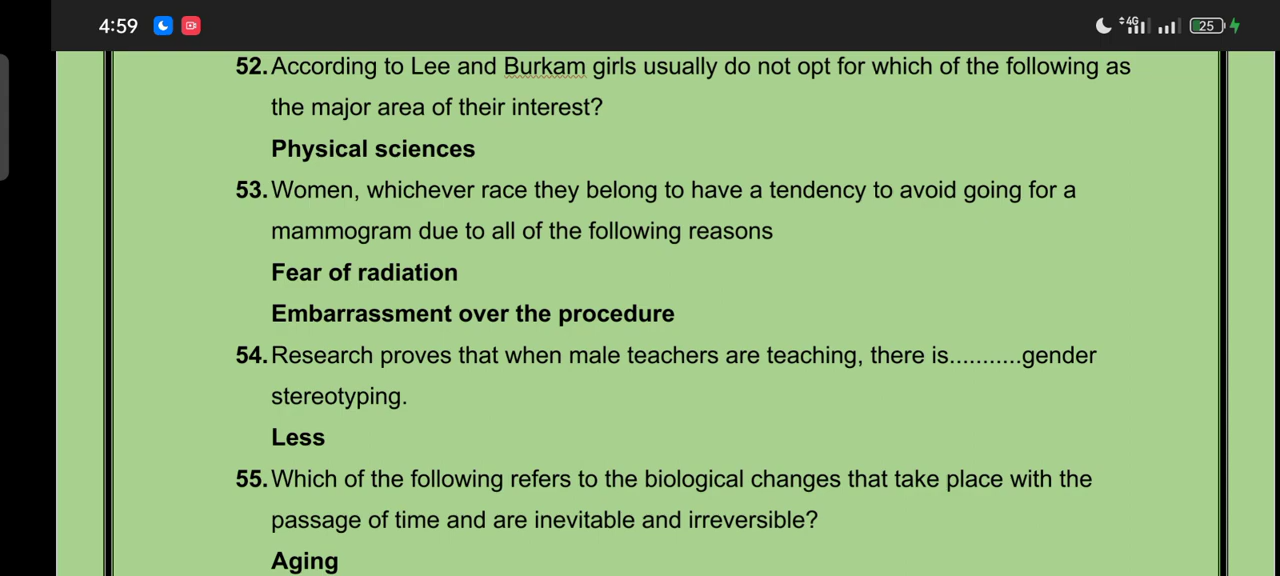 4:59
4G
25
52. According to Lee and Burkam girls usually do not opt for which of the following as
the major area of their interest?
Physical sciences
53. Women, whichever race they belong to have a tendency to avoid going for a
mammogram due to all of the following reasons
Fear of radiation
Embarrassment over the procedure
54. Research proves that when male teachers are teaching, there is...........gender
stereotyping.
Less
55. Which of the following refers to the biological changes that take place with the
passage of time and are inevitable and irreversible?
Aging